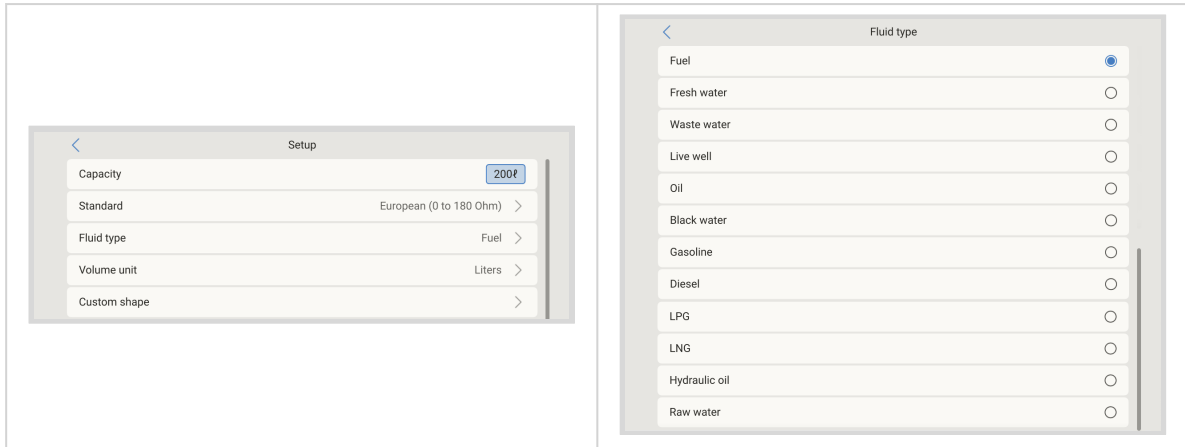 Setup
Capacity 200ℓ
Standard European (0 to 180 Ohm)
Fluid type Fuel
Volume unit Liters
Custom shape
Fluid type
Fuel
Fresh water
Waste water
Live well
Oil
Black water
Gasoline
Diesel
LPG
LNG
Hydraulic oil
Raw water